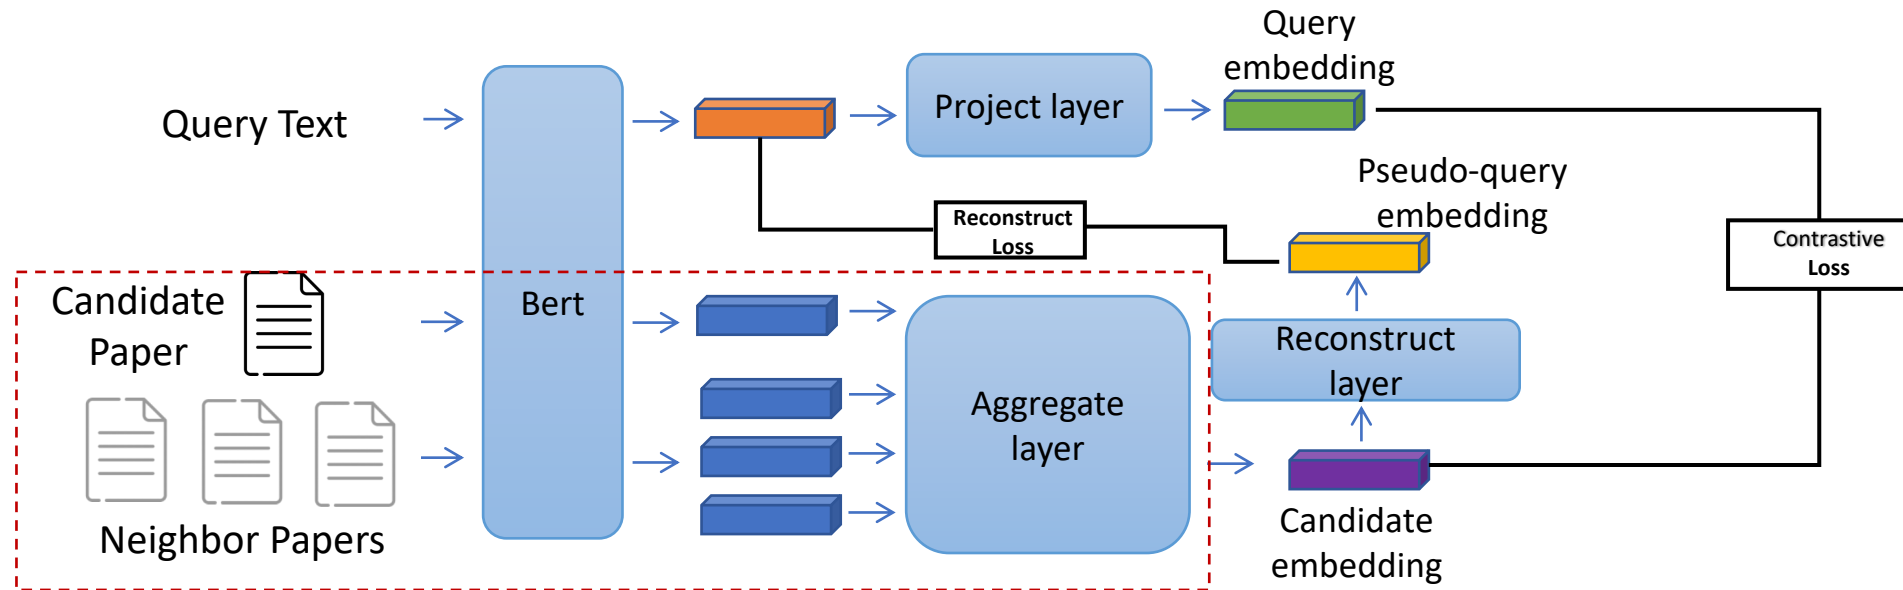 Query
embedding
Query Text
Project layer
Pseudo-query
embedding
Reconstruct
Loss
Contrastive
Loss
Candidate
Paper
Bert
Reconstruct
layer
Aggregate
layer
Neighbor Papers
Candidate
embedding